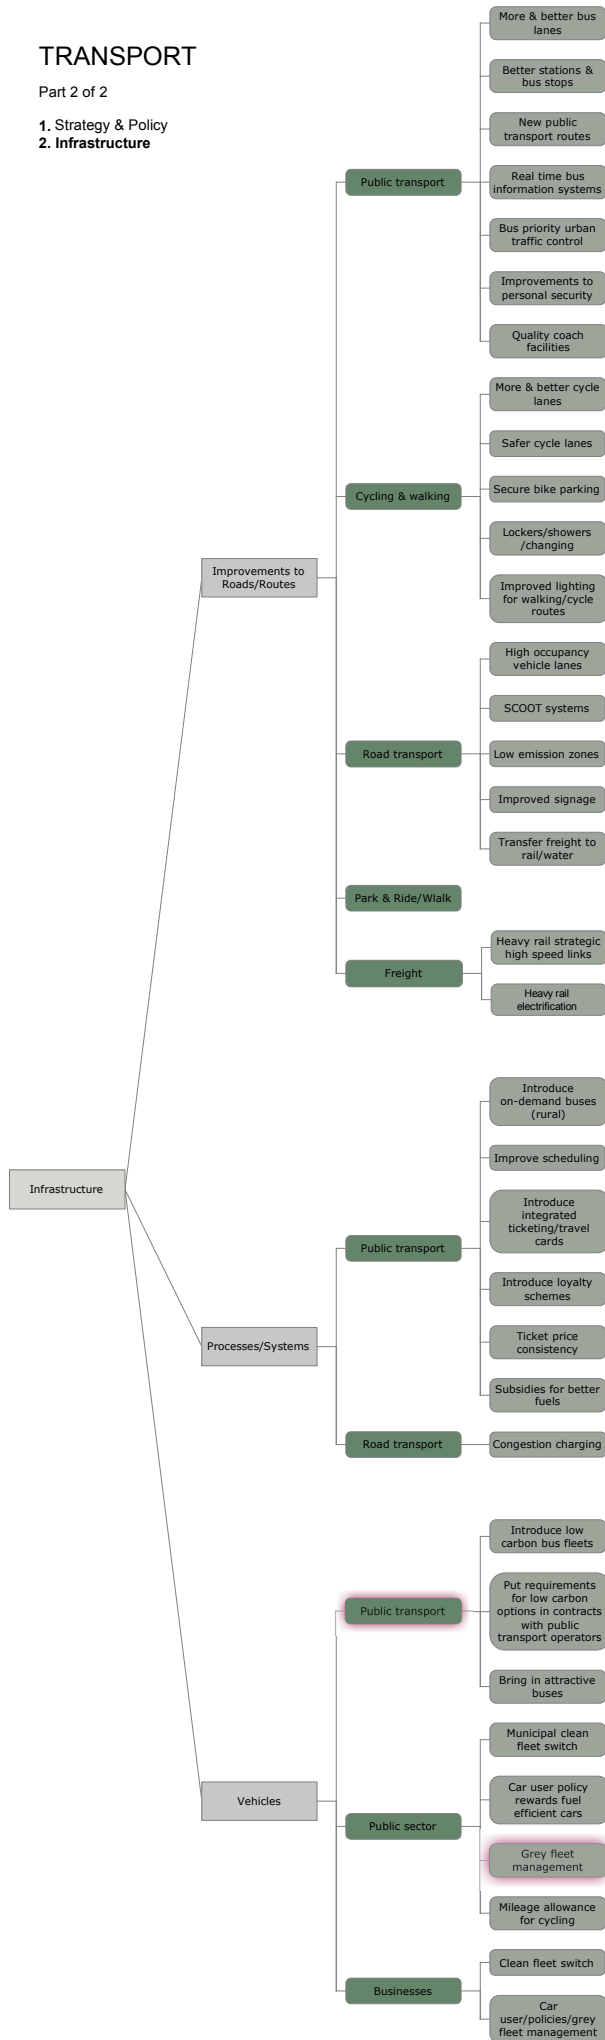 TRANSPORT
Part 2 of 2
1. Strategy & Policy
2. Infrastructure
Infrastructure
Improvements to
Roads/Routes
Public transport
More & better bus
lanes
Better stations &
bus stops
New public
transport routes
Real time bus
information systems
Bus priority urban
traffic control
Improvements to
personal security
Quality coach
facilities
Cycling & walking
More & better cycle
lanes
Safer cycle lanes
Secure bike parking
Lockers/showers
/changing
Improved lighting
for walking/cycle
routes
Road transport
High occupancy
vehicle lanes
SCOOT systems
Low emission zones
Improved signage
Transfer freight to
rail/water
Park & Ride/Wlalk
Freight
Heavy rail strategic
high speed links
Heavy rail
electrification
Processes/Systems
Public transport
Introduce
on-demand buses
(rural)
Improve scheduling
Introduce
integrated
ticketing/travel
cards
Introduce loyalty
schemes
Ticket price
consistency
Subsidies for better
fuels
Road transport
Congestion charging
Vehicles
Public transport
Introduce low
carbon bus fleets
Put requirements
for low carbon
options in contracts
with public
transport operators
Bring in attractive
buses
Public sector
Municipal clean
fleet switch
Car user policy
rewards fuel
efficient cars
Grey fleet
management
Mileage allowance
for cycling
Businesses
Clean fleet switch
Car
user/policies/grey
fleet management